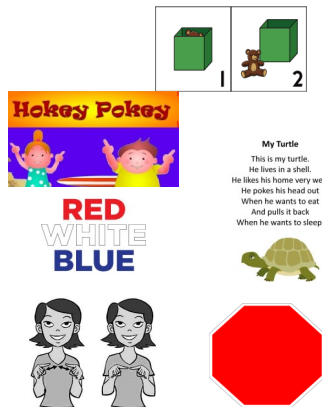 1 2
Hokey Pokey
My Turtle
This is my turtle.
He lives in a shell.
He likes his home very we
He pokes his head out
When he wants to eat
And pulls it back
When he wants to sleep
RED
WHITE
BLUE